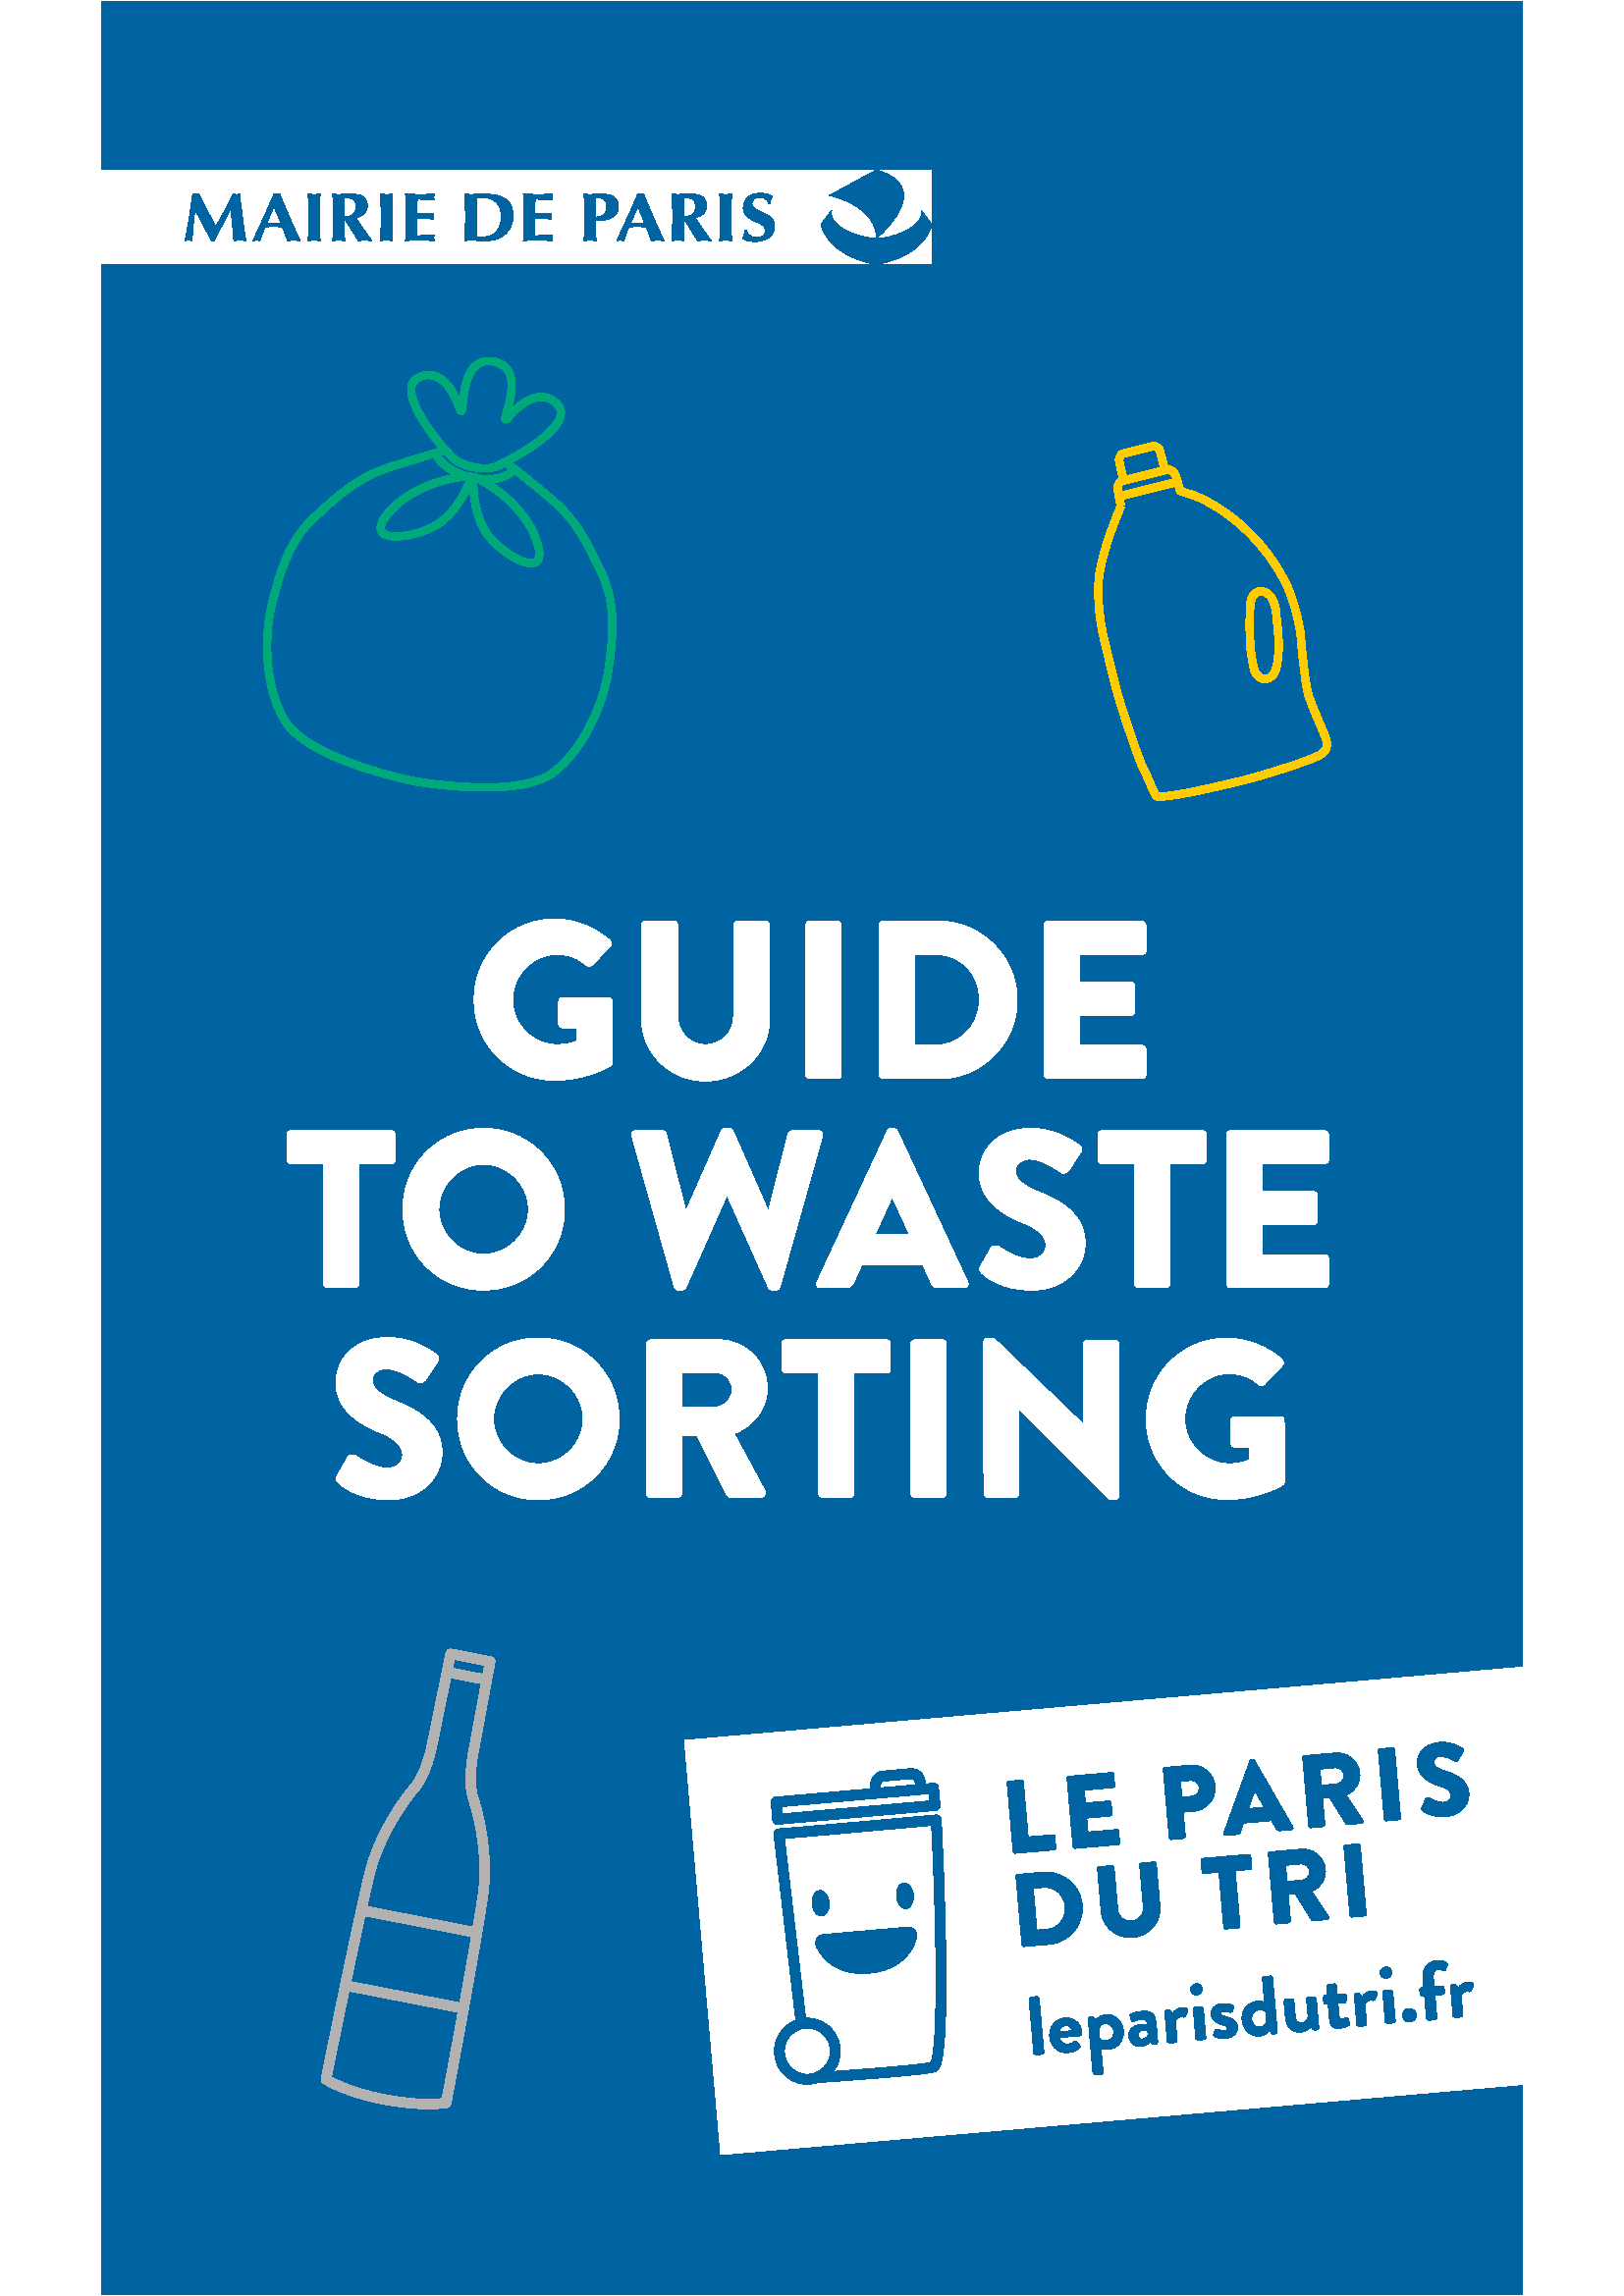 MAIRIE DE PARIS
GUIDE
TO WASTE
SORTING
LE PARIS
DU TRI
leparisdutri.fr